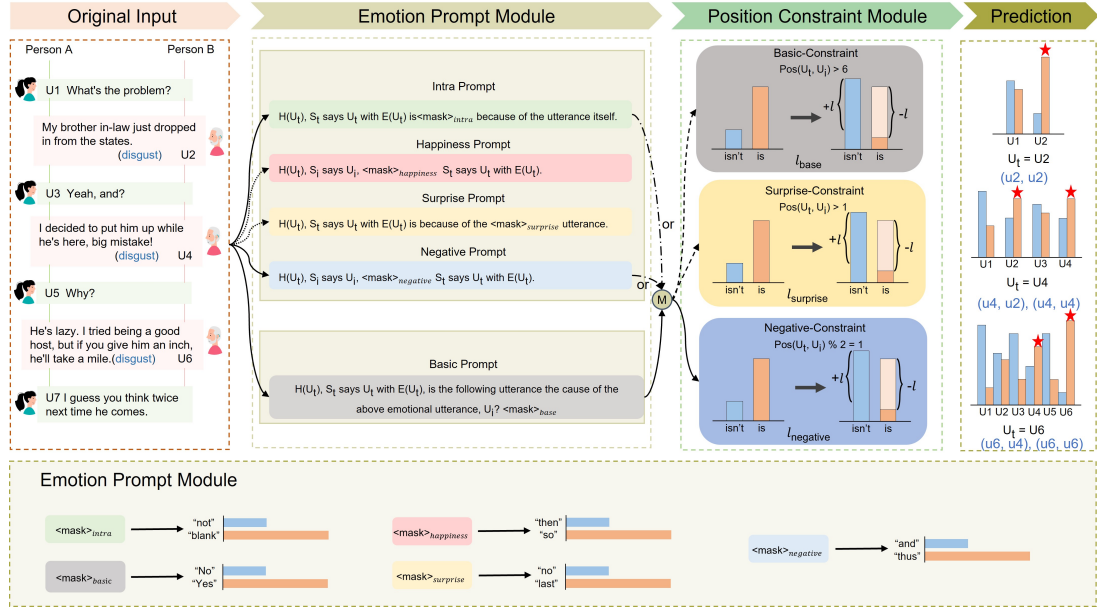 Original Input
Emotion Prompt Module
Position Constraint Module
Prediction
Person A
Person B
U1 What's the problem?
My brother in-law just dropped
in from the states.
(disgust) U2
U3 Yeah, and?
I decided to put him up while
he's here, big mistake!
(disgust) U4
U5 Why?
He's lazy. I tried being a good
host, but if you give him an inch,
he'll take a mile.(disgust) U6
U7 I guess you think twice
next time he comes.
Intra Prompt
H(Uₜ), Sₜ says Uₜ with E(Uₜ) is<mask>ᵢₙₜᵣₐ because of the utterance itself.
Happiness Prompt
H(Uₜ), Sᵢ says Uᵢ, <mask>happiness Sₜ says Uₜ with E(Uₜ).
Surprise Prompt
H(Uₜ), Sₜ says Uₜ with E(Uₜ) is because of the <mask>surprise utterance.
Negative Prompt
H(Uₜ), Sᵢ says Uᵢ, <mask>negative Sₜ says Uₜ with E(Uₜ).
Basic Prompt
H(Uₜ), Sₜ says Uₜ with E(Uₜ), is the following utterance the cause of the
above emotional utterance, Uᵢ? <mask>base
or
or
M
Basic-Constraint
Pos(Uₜ, Uᵢ) > 6
+l
-l
isn't is
isn't is
lbase
Surprise-Constraint
Pos(Uₜ, Uᵢ) > 1
+l
-l
isn't is
isn't is
lsurprise
Negative-Constraint
Pos(Uₜ, Uᵢ) % 2 = 1
+l
-l
isn't is
isn't is
lnegative
U1 U2
Uₜ = U2
(u2, u2)
U1 U2 U3 U4
Uₜ = U4
(u4, u2), (u4, u4)
U1 U2 U3 U4 U5 U6
Uₜ = U6
(u6, u4), (u6, u6)
Emotion Prompt Module
<mask>intra
"not"
"blank"
<mask>happiness
"then"
"so"
<mask>negative
"and"
"thus"
<mask>basic
"No"
"Yes"
<mask>surprise
"no"
"last"